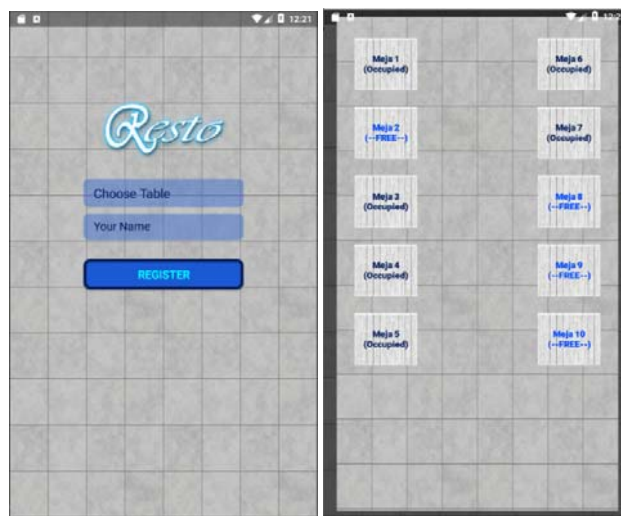 12:21
Resto
Choose Table
Your Name
REGISTER
Meja 1
(Occupied)
Meja 6
(Occupied)
Meja 2
(--FREE--)
Meja 7
(Occupied)
Meja 3
(Occupied)
Meja 8
(--FREE--)
Meja 4
(Occupied)
Meja 9
(--FREE--)
Meja 5
(Occupied)
Meja 10
(--FREE--)